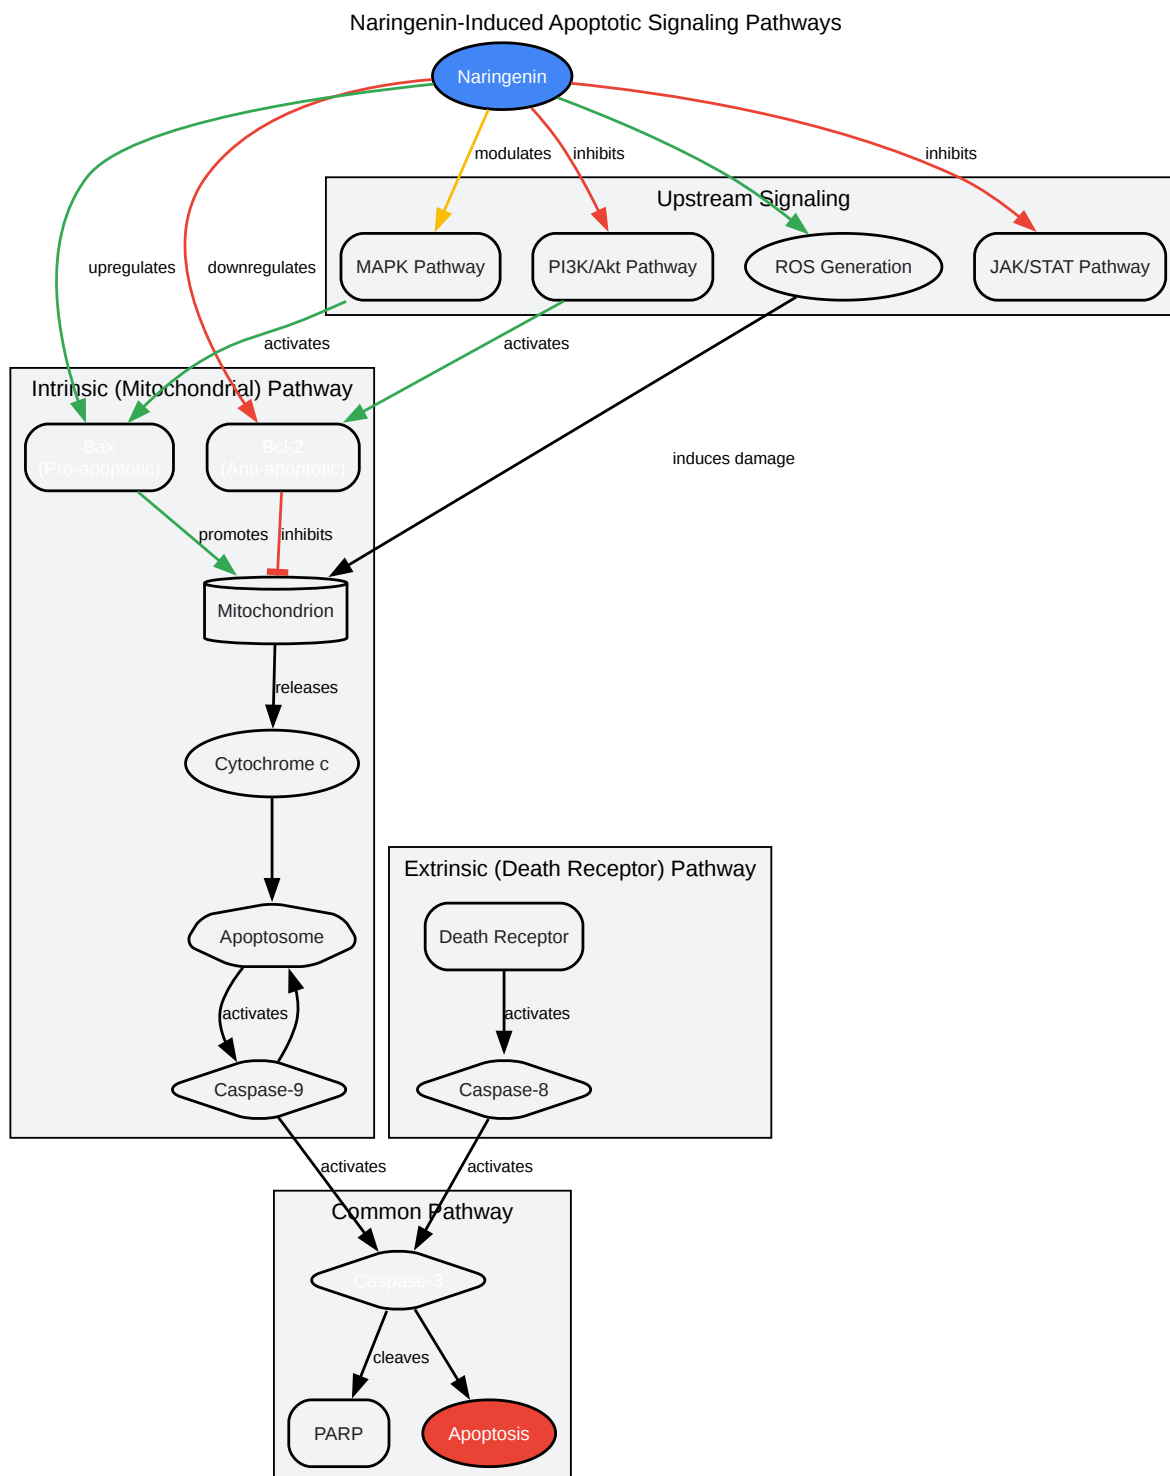 Naringenin-Induced Apoptotic Signaling Pathways
Naringenin
modulates
inhibits
inhibits
Upstream Signaling
MAPK Pathway
PI3K/Akt Pathway
ROS Generation
JAK/STAT Pathway
upregulates
downregulates
activates
activates
Intrinsic (Mitochondrial) Pathway
Bax
(Pro-apoptotic)
Bcl-2
(Anti-apoptotic)
induces damage
promotes
inhibits
Mitochondrion
releases
Cytochrome c
Extrinsic (Death Receptor) Pathway
Apoptosome
Death Receptor
activates
activates
Caspase-9
Caspase-8
activates
activates
Common Pathway
Caspase-3
cleaves
PARP
Apoptosis